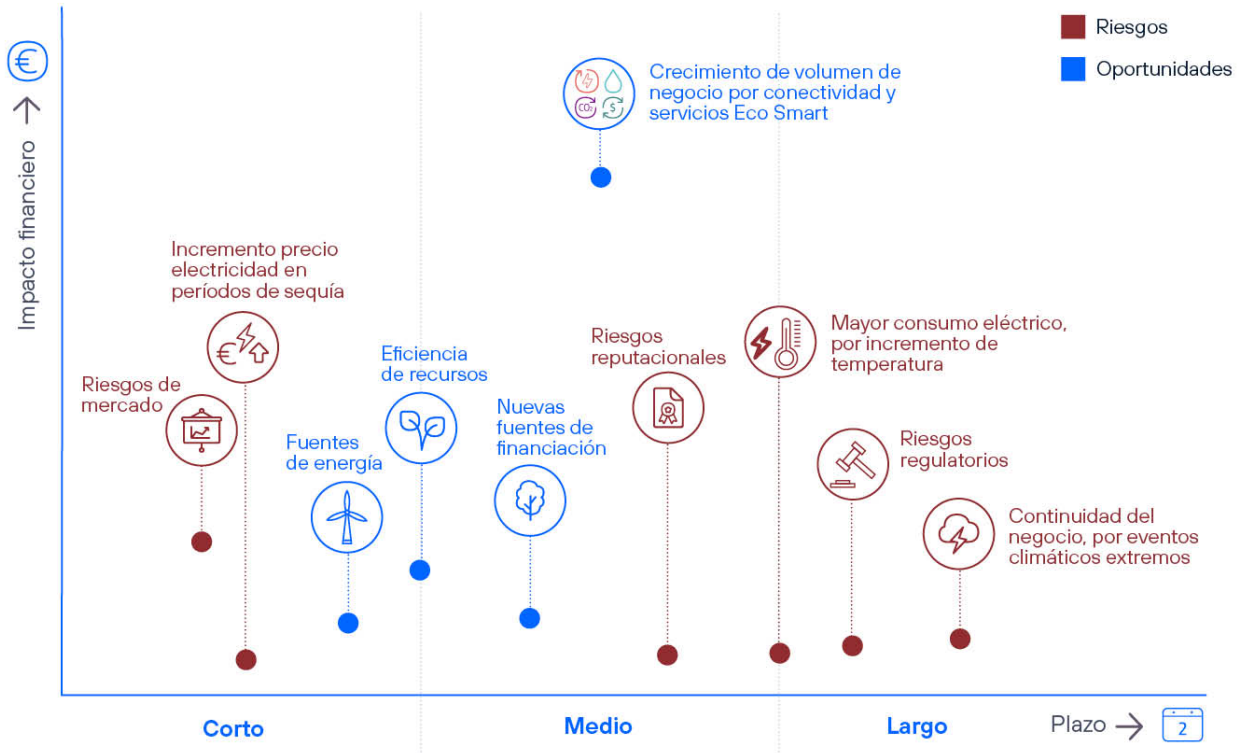 Riesgos
Oportunidades
€
Impacto financiero
CO₂
$
Crecimiento de volumen de
negocio por conectividad y
servicios Eco Smart
Incremento precio
electricidad en
períodos de sequía
€
Riesgos de
mercado
Fuentes
de energía
Eficiencia
de recursos
Nuevas
fuentes de
financiación
Riesgos
reputacionales
Mayor consumo eléctrico,
por incremento de
temperatura
Riesgos
regulatorios
Continuidad del
negocio, por eventos
climáticos extremos
Corto
Medio
Largo
Plazo
2